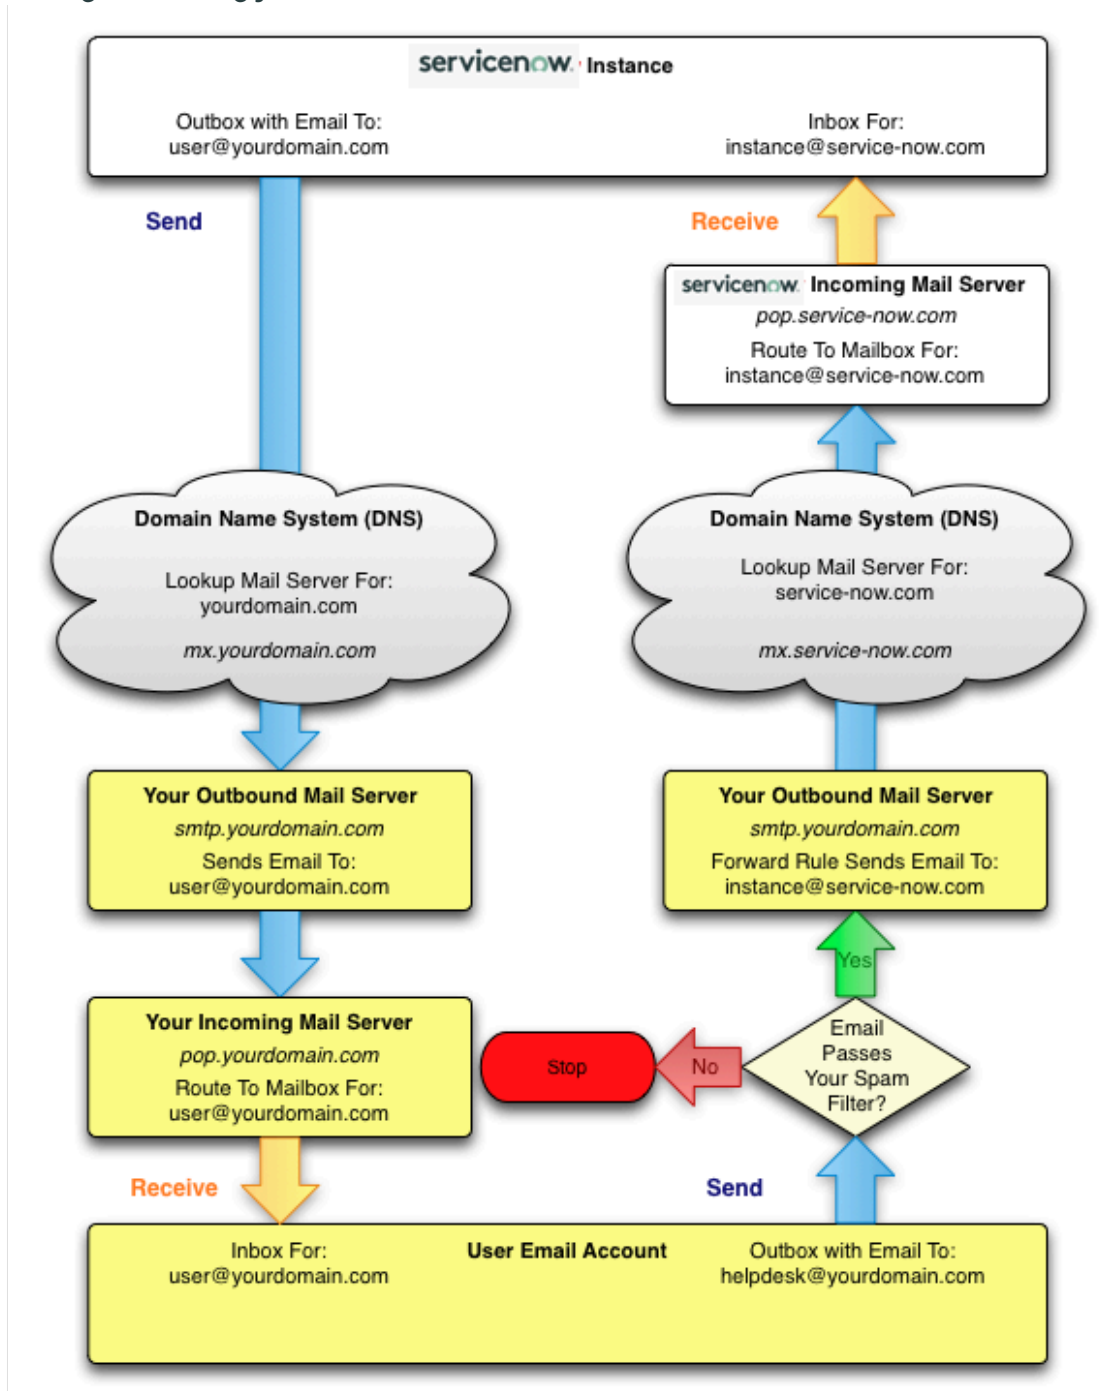 servicenow. Instance
Outbox with Email To:
user@yourdomain.com
Inbox For:
instance@service-now.com
Send
Receive
servicenow. Incoming Mail Server
pop.service-now.com
Route To Mailbox For:
instance@service-now.com
Domain Name System (DNS)
Lookup Mail Server For:
yourdomain.com
mx.yourdomain.com
Domain Name System (DNS)
Lookup Mail Server For:
service-now.com
mx.service-now.com
Your Outbound Mail Server
smtp.yourdomain.com
Sends Email To:
user@yourdomain.com
Your Outbound Mail Server
smtp.yourdomain.com
Forward Rule Sends Email To:
instance@service-now.com
Yes
Your Incoming Mail Server
pop.yourdomain.com
Route To Mailbox For:
user@yourdomain.com
Stop
No
Email
Passes
Your Spam
Filter?
Receive
Send
Inbox For:
user@yourdomain.com
User Email Account
Outbox with Email To:
helpdesk@yourdomain.com